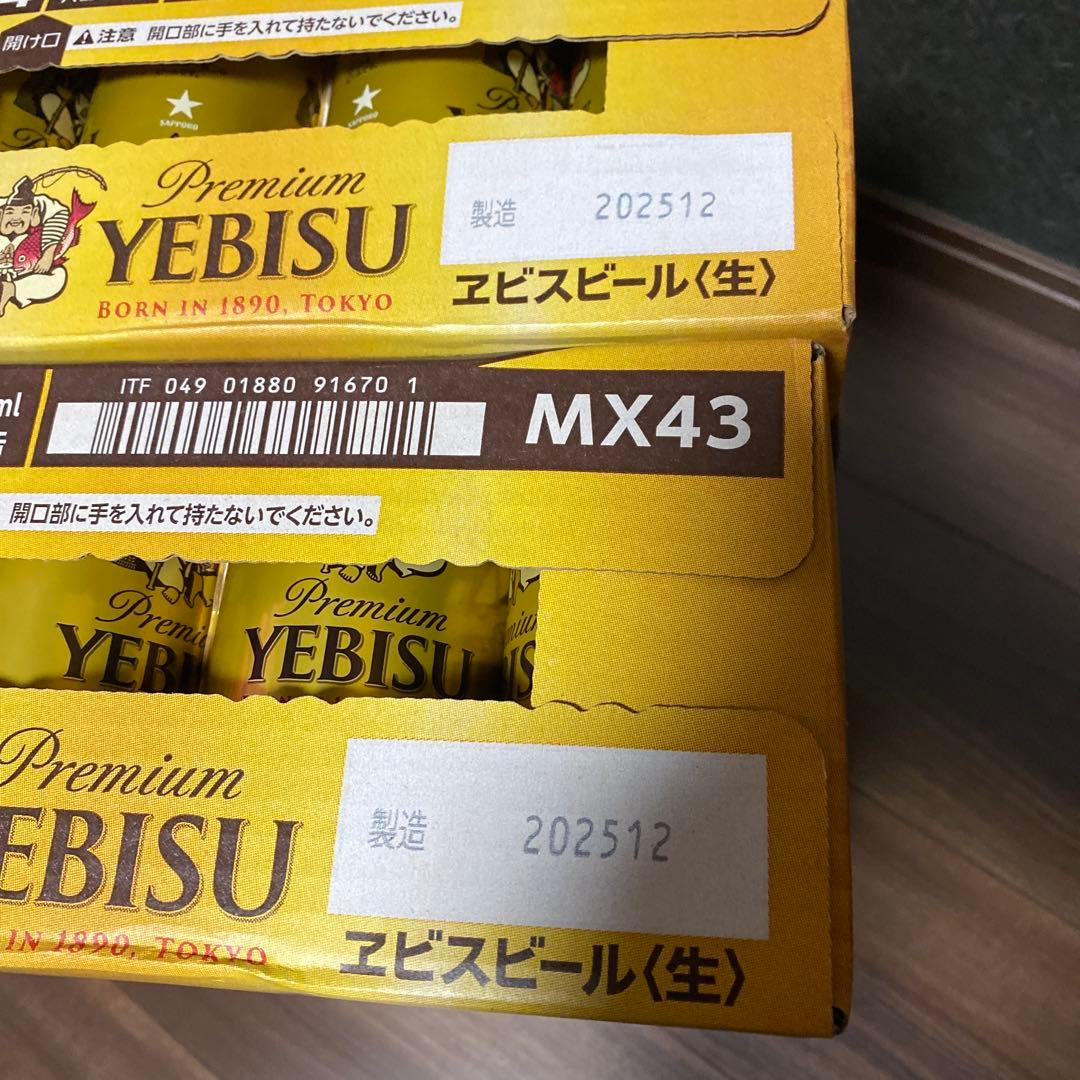 開け口 注意 開口部に手を入れて持たないでください。
SAPPORO
Premium
YEBISU
BORN IN 1890, TOKYO
製造 202512
ヱビスビール〈生〉
ml
ITF 049 01880 91670 1
MX43
開口部に手を入れて持たないでください。
Premiu
YEBI
Premium
YEBISU
Premium
EBISU
IN 1890, TOKYO
製造 202512
ヱビスビール〈生〉